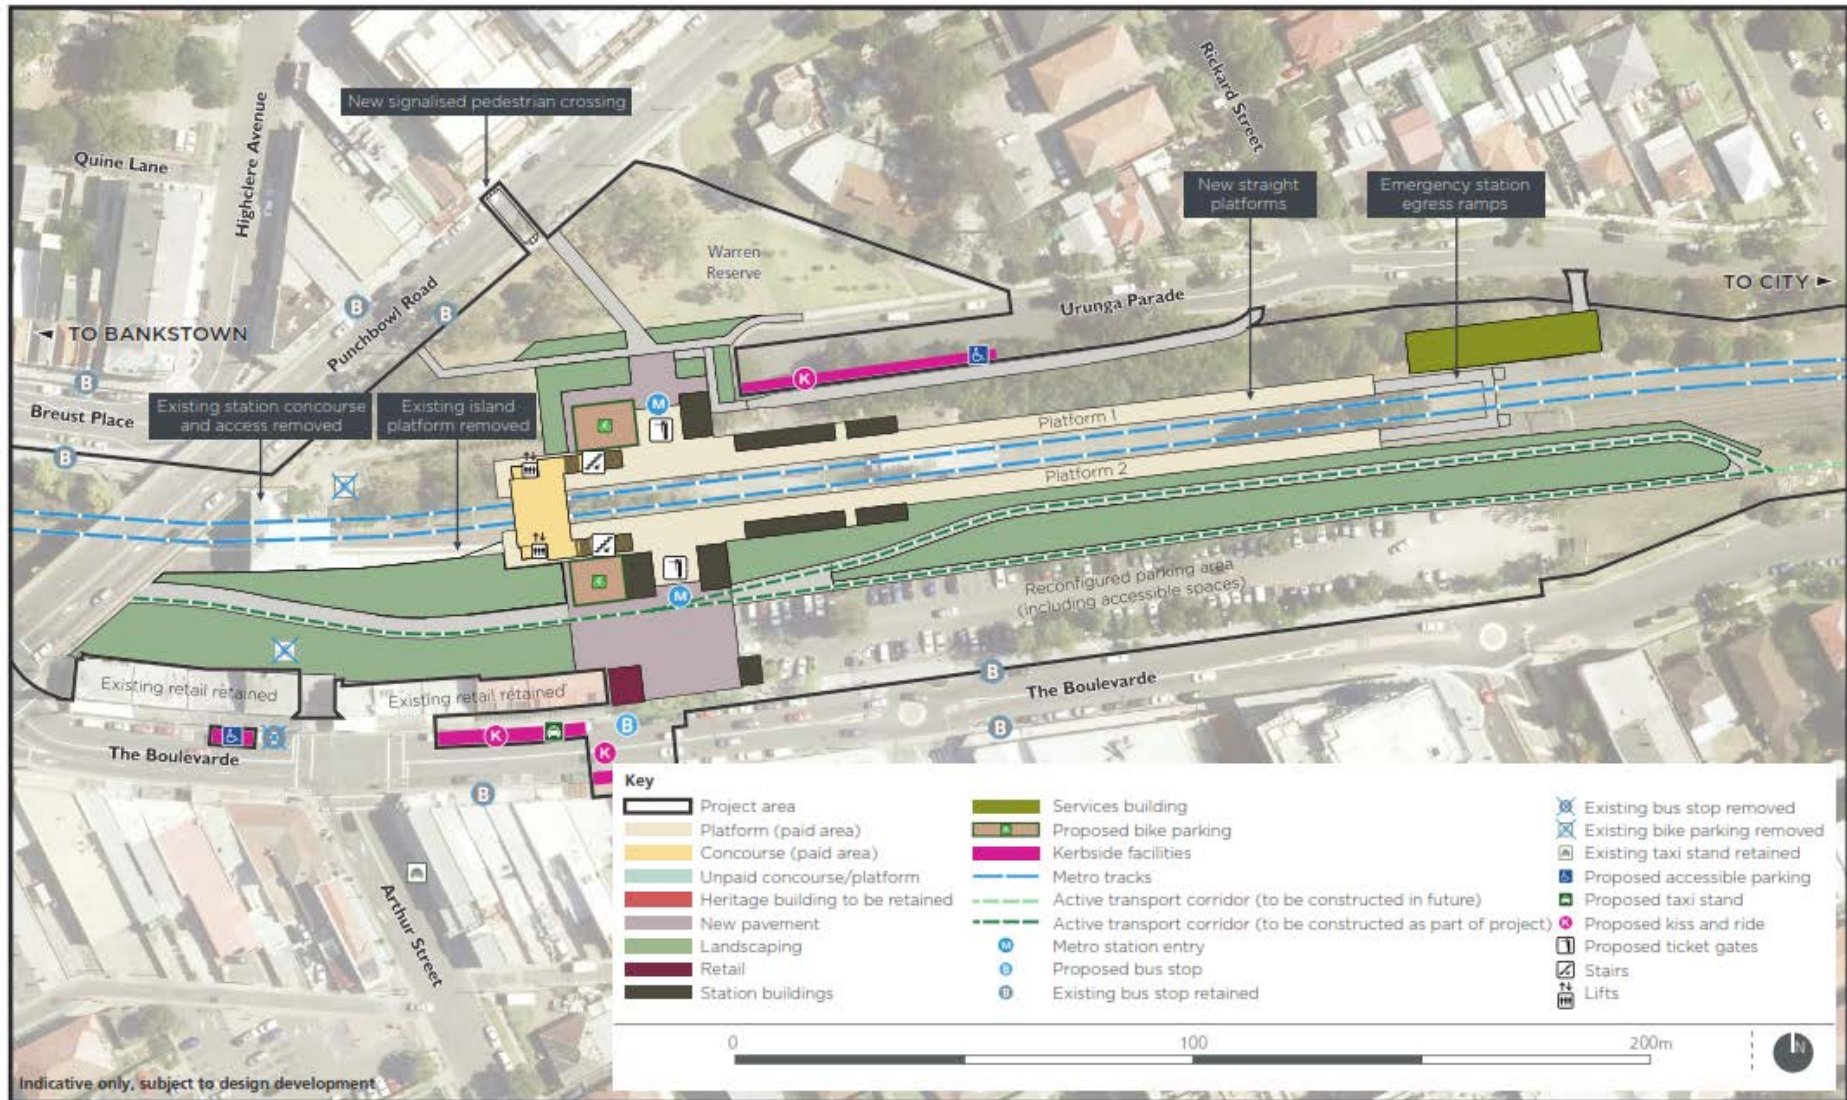 New signalised pedestrian crossing
Quine Lane
Highclere Avenue
Rickard Street
New straight
platforms
Emergency station
egress ramps
Warren
Reserve
TO CITY
Urunga Parade
Punchbowl Road
TO BANKSTOWN
B
B
B
K
Breust Place
Existing station concourse
and access removed
Existing island
platform removed
M
Platform 1
B
Platform 2
Reconfigured parking area
(including accessible spaces)
M
Existing retail retained
Existing retail retained
B
The Boulevarde
B
K
B
K
The Boulevarde
B
Arthur Street
Key
Project area
Platform (paid area)
Concourse (paid area)
Unpaid concourse/platform
Heritage building to be retained
New pavement
Landscaping
Retail
Station buildings
Services building
Proposed bike parking
Kerbside facilities
Metro tracks
Active transport corridor (to be constructed in future)
Active transport corridor (to be constructed as part of project)
M Metro station entry
B Proposed bus stop
B Existing bus stop retained
Existing bus stop removed
Existing bike parking removed
Existing taxi stand retained
Proposed accessible parking
Proposed taxi stand
K Proposed kiss and ride
Proposed ticket gates
Stairs
Lifts
0 100 200m
N
Indicative only, subject to design development